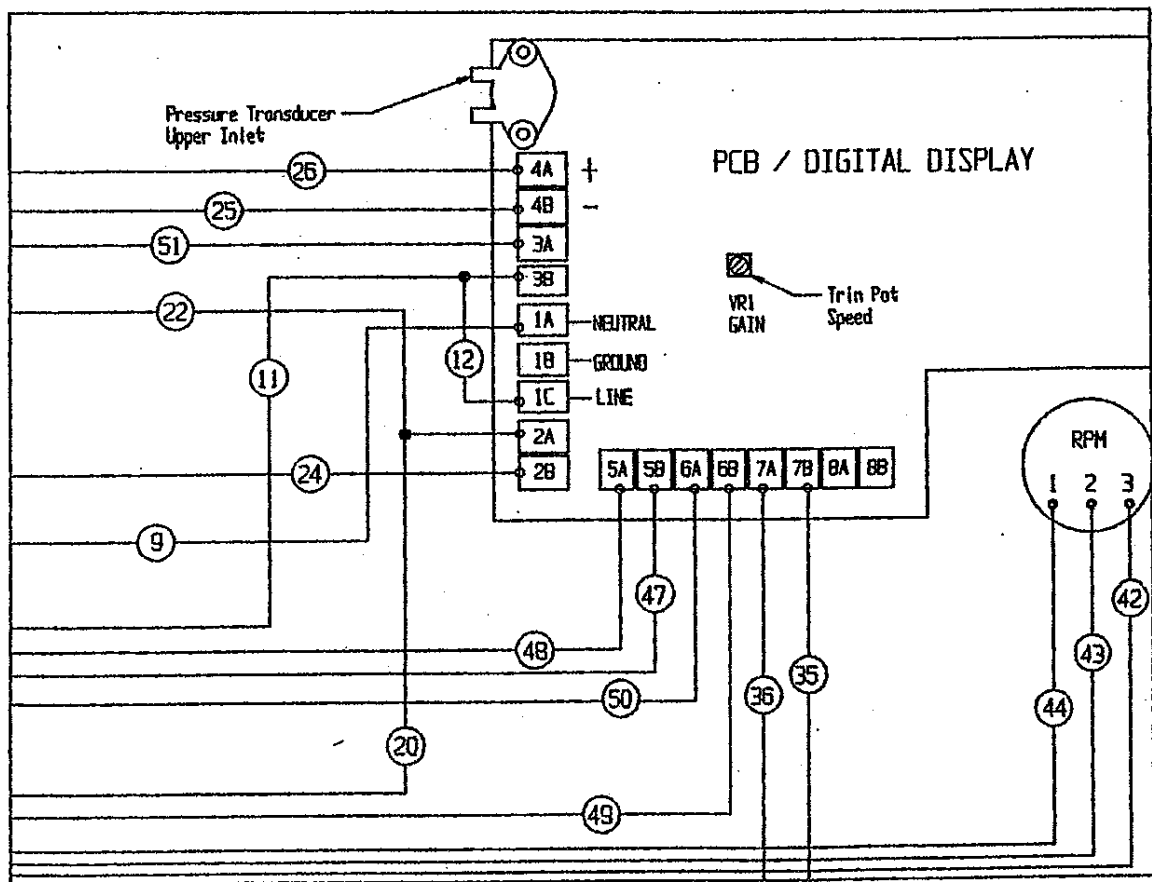 Pressure Transducer
Upper Inlet
PCB / DIGITAL DISPLAY
26
4A
+
25
4B
-
51
3A
3B
22
1A
NEUTRAL
12
1B
GROUND
11
1C
LINE
2A
24
2B
VR1
GAIN
Trin Pot
Speed
5A 5B 6A 6B 7A 7B 8A 8B
RPM
1 2 3
9
47
42
48
43
50
36
35
44
20
49